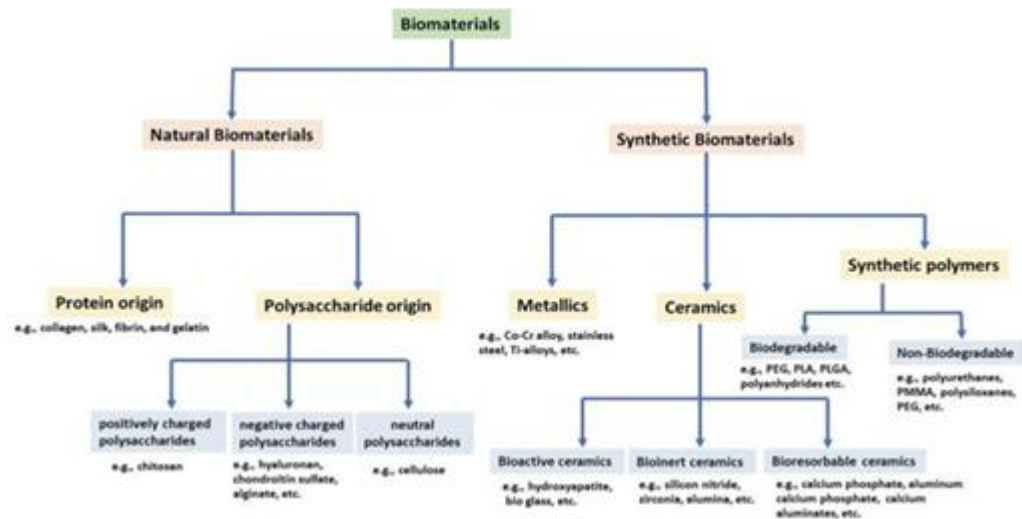 Biomaterials
Natural Biomaterials
Synthetic Biomaterials
Protein origin
e.g., collagen, silk, fibrin, and gelatin
Polysaccharide origin
positively charged
polysaccharides
e.g., chitosan
negative charged
polysaccharides
e.g., hyaluronan,
chondroitin sulfate,
alginate, etc.
neutral
polysaccharides
e.g., cellulose
Metallics
e.g., Co-Cr alloy, stainless
steel, Ti-alloys, etc.
Ceramics
Bioactive ceramics
e.g., hydroxyapatite,
bio glass, etc.
Bioinert ceramics
e.g., silicon nitride,
zirconia, alumina, etc.
Bioresorbable ceramics
e.g., calcium phosphate, aluminum
calcium phosphate, calcium
aluminates, etc.
Synthetic polymers
Biodegradable
e.g., PEG, PLA, PLGA,
polyanhydrides etc.
Non-Biodegradable
e.g., polyurethanes,
PMMA, polysiloxanes,
PEG, etc.